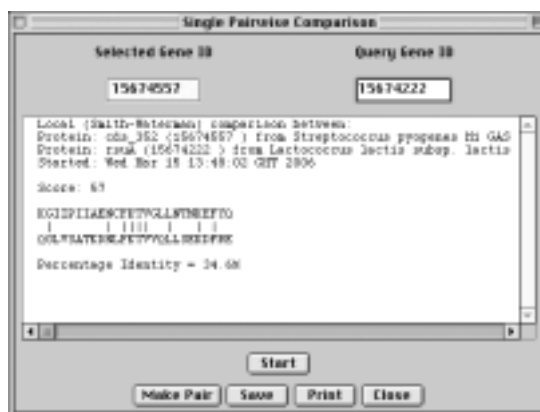 Single Pairwise Comparison
Selected Gene ID
Query Gene ID
15674557
15674222
Local (Smith-Waterman) comparison between:
Protein: cds_352 (15674557 ) from Streptococcus pyogenes M1 GAS
Protein: rsuA (15674222 ) from Lactococcus lactis subsp. lactis
Started: Wed Mar 15 13:48:02 GMT 2006
Score: 67
Percentage Identity = 34.6%
Start
Make Pair
Save
Print
Close